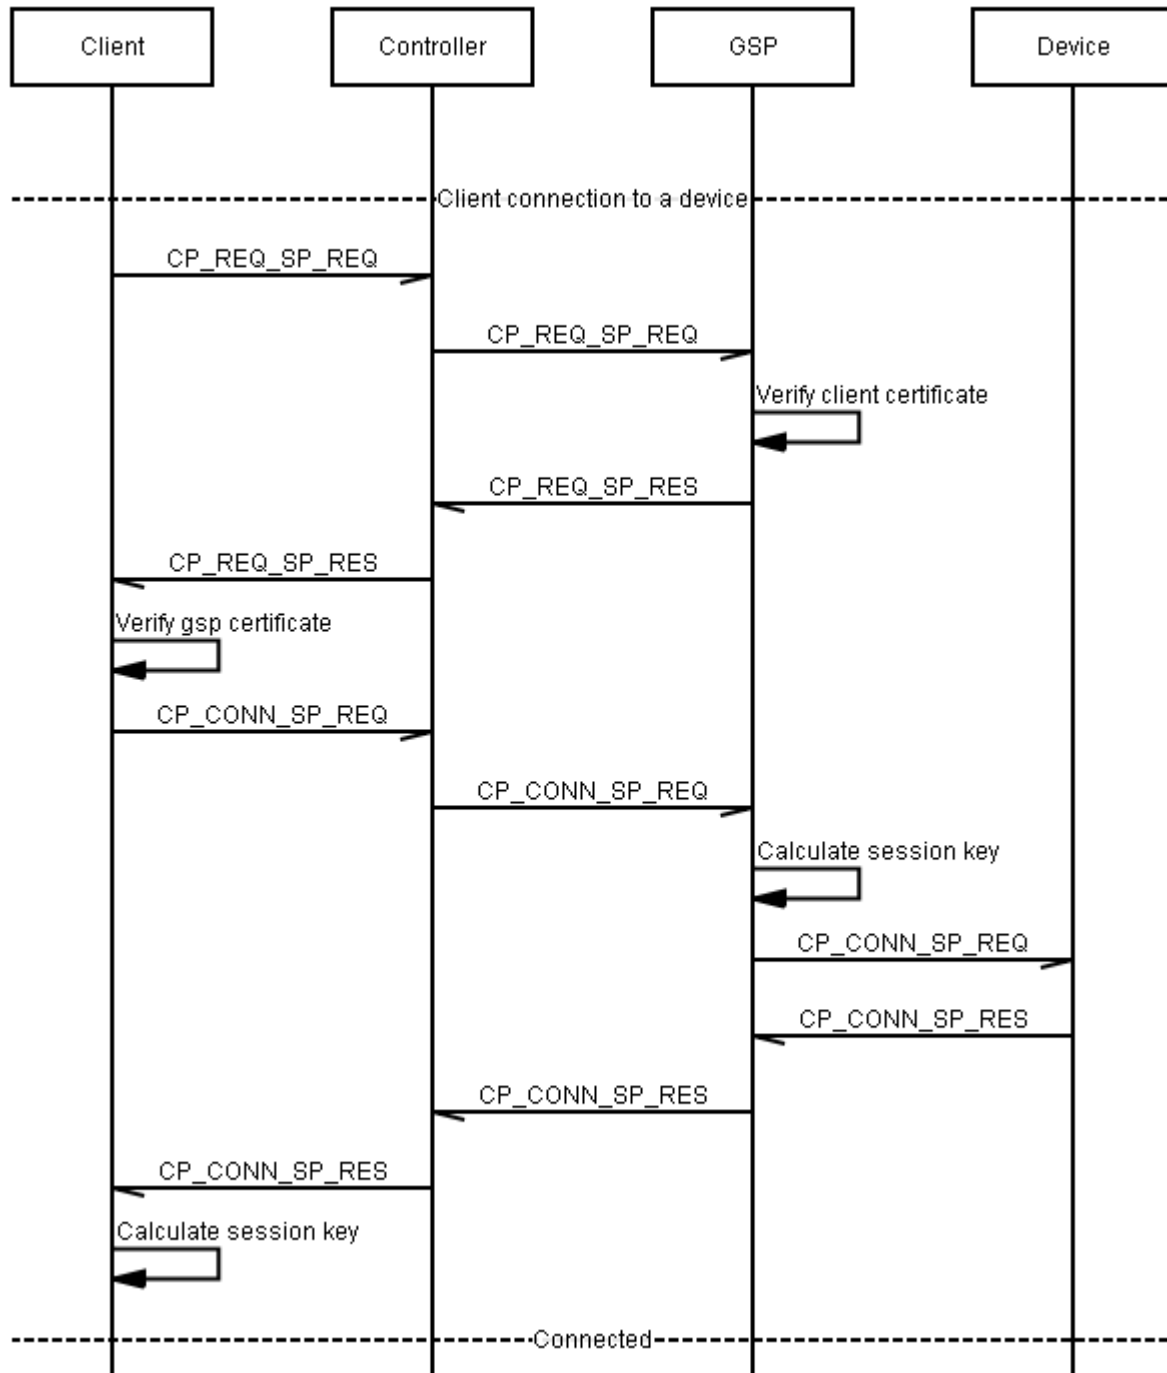 Client
Controller
GSP
Device
Client connection to a device
CP_REQ_SP_REQ
CP_REQ_SP_REQ
Verify client certificate
CP_REQ_SP_RES
CP_REQ_SP_RES
Verify gsp certificate
CP_CONN_SP_REQ
CP_CONN_SP_REQ
Calculate session key
CP_CONN_SP_REQ
CP_CONN_SP_RES
CP_CONN_SP_RES
CP_CONN_SP_RES
Calculate session key
Connected